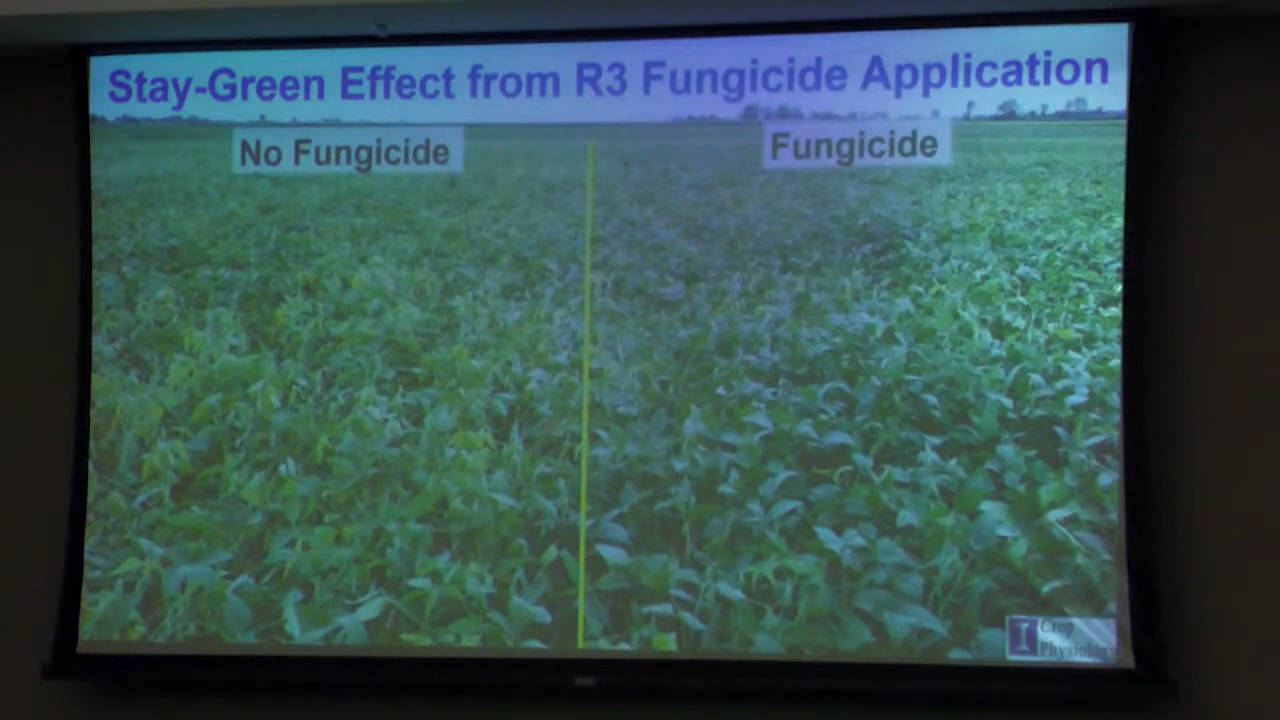 Stay-Green Effect from R3 Fungicide Application
No Fungicide
Fungicide
I
Crop
Physiology